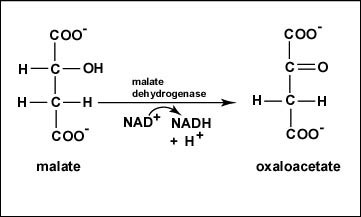 COO⁻
H–C–OH
H–C–H
COO⁻
malate
malate
dehydrogenase
NAD⁺ NADH
+ H⁺
COO⁻
C=O
H–C–H
COO⁻
oxaloacetate